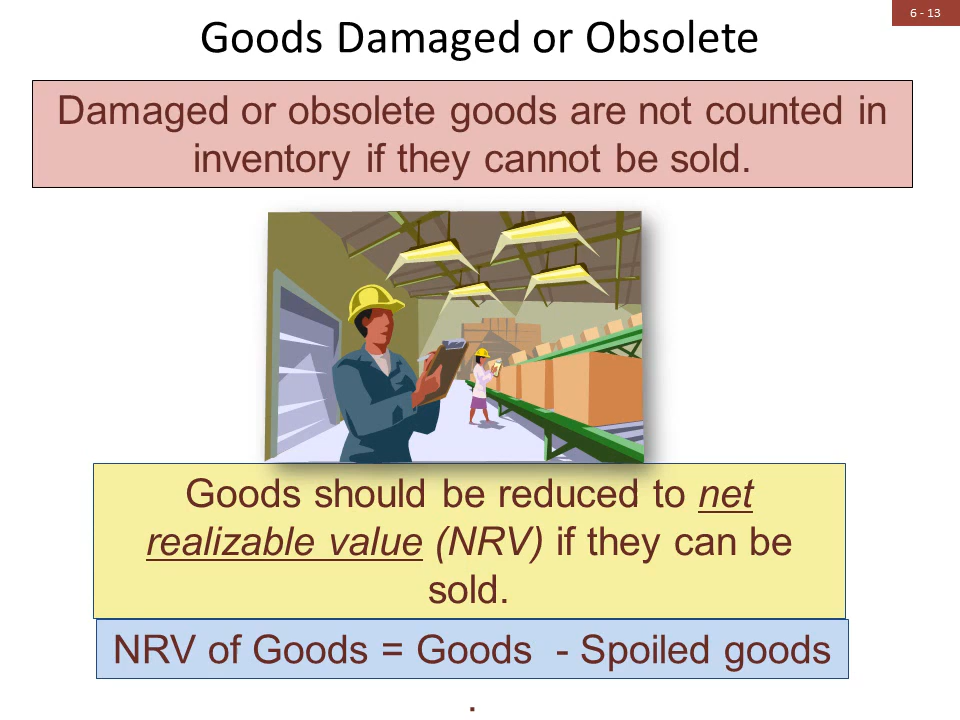 6 - 13
Goods Damaged or Obsolete
Damaged or obsolete goods are not counted in
inventory if they cannot be sold.
Goods should be reduced to net
realizable value (NRV) if they can be
sold.
NRV of Goods = Goods - Spoiled goods
.